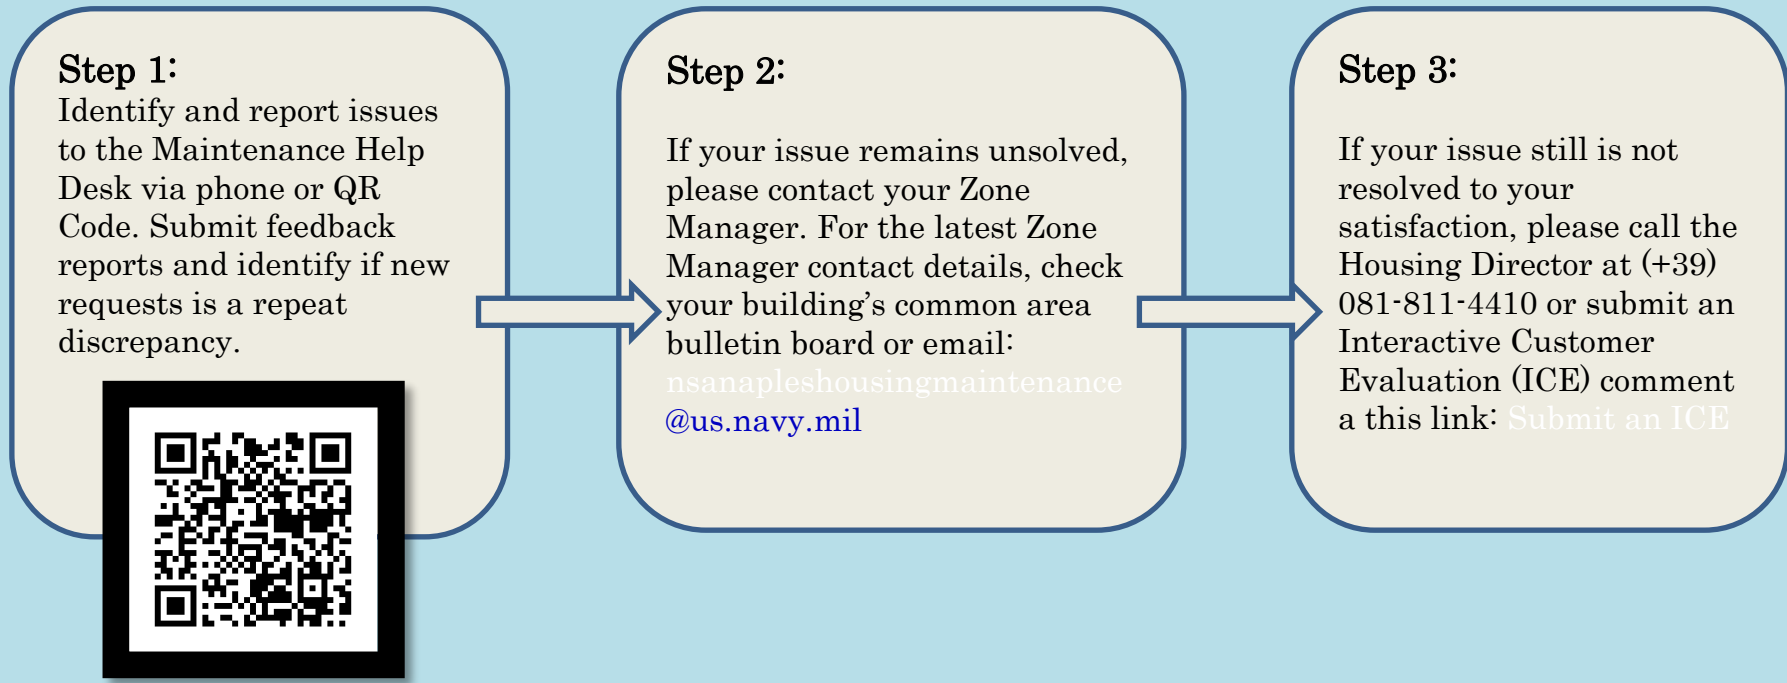 Step 1:
Identify and report issues
to the Maintenance Help
Desk via phone or QR
Code. Submit feedback
reports and identify if new
requests is a repeat
discrepancy.
Step 2:
If your issue remains unsolved,
please contact your Zone
Manager. For the latest Zone
Manager contact details, check
your building’s common area
bulletin board or email:
nsanapleshousingmaintenance
@us.navy.mil
Step 3:
If your issue still is not
resolved to your
satisfaction, please call the
Housing Director at (+39)
081-811-4410 or submit an
Interactive Customer
Evaluation (ICE) comment
a this link: Submit an ICE